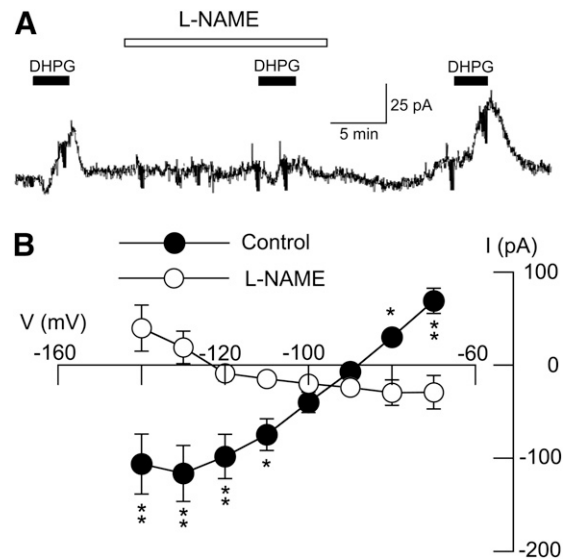 A
L-NAME
DHPG DHPG DHPG
25 pA
5 min
B
Control
L-NAME
I (pA)
V (mV)
100
-160 -120 -100 -60
0
* **
*
** ** **
-100
-200